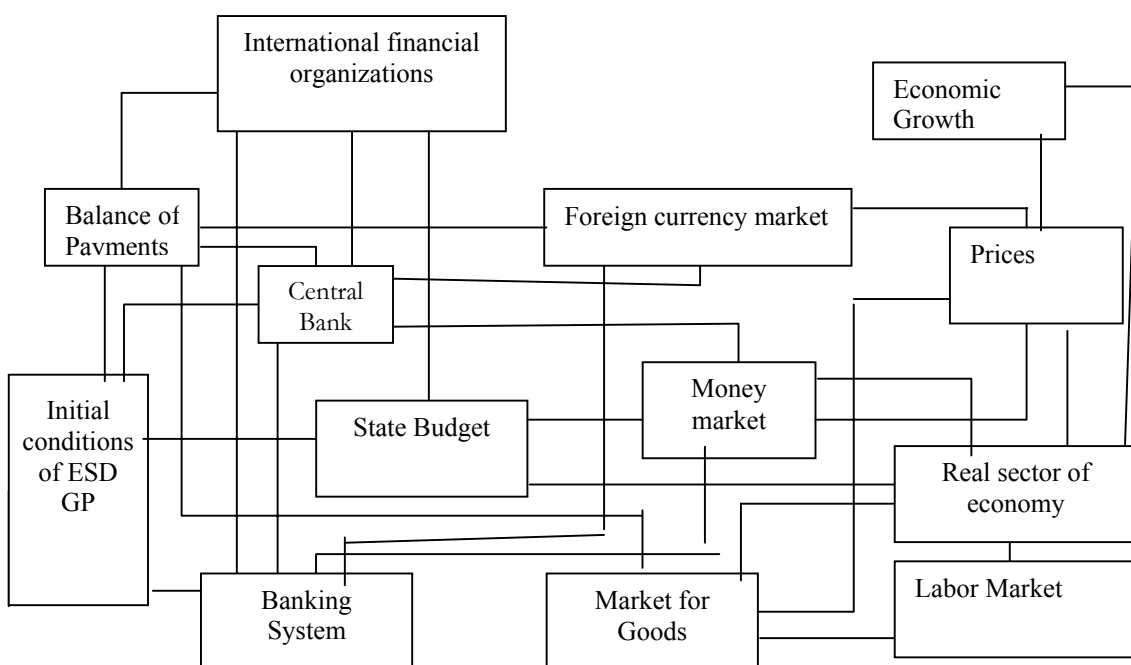 International financial
organizations
Economic
Growth
Balance of
Pavments
Foreign currency market
Prices
Central
Bank
Initial
conditions
of ESD
GP
State Budget
Money
market
Real sector of
economy
Banking
System
Market for
Goods
Labor Market